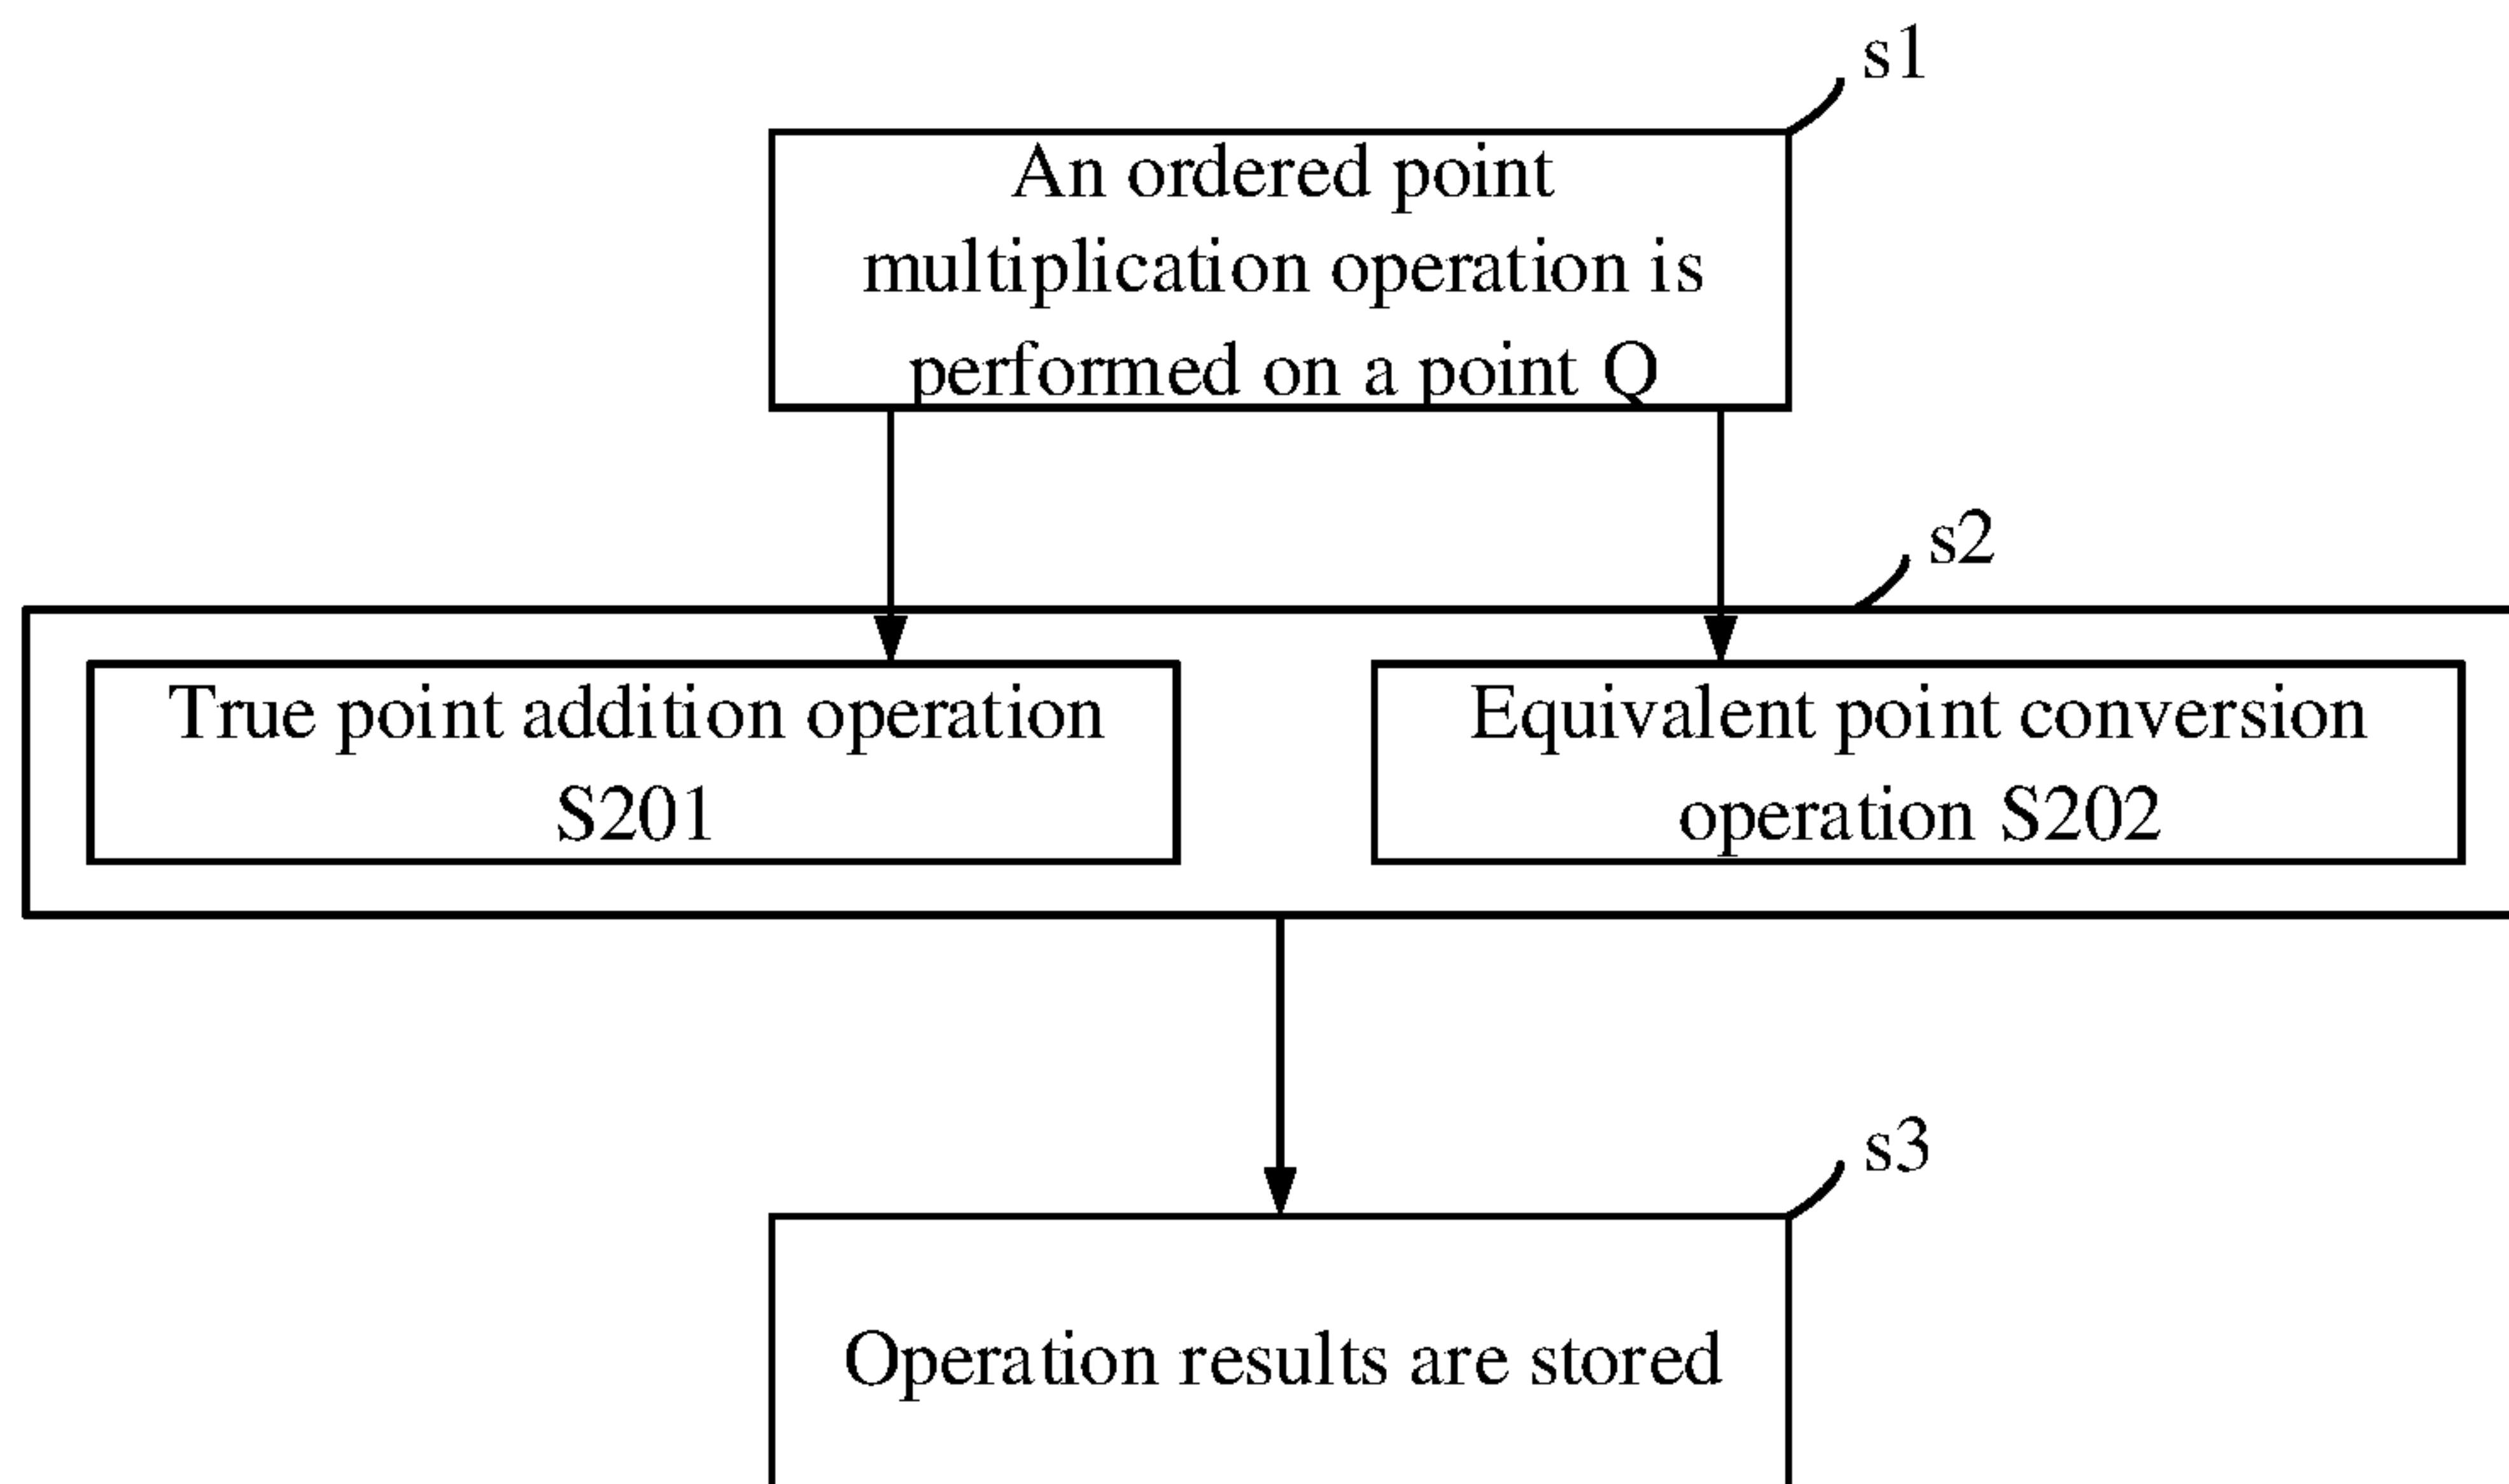 s1
An ordered point
multiplication operation is
performed on a point Q
s2
True point addition operation
S201
Equivalent point conversion
operation S202
s3
Operation results are stored